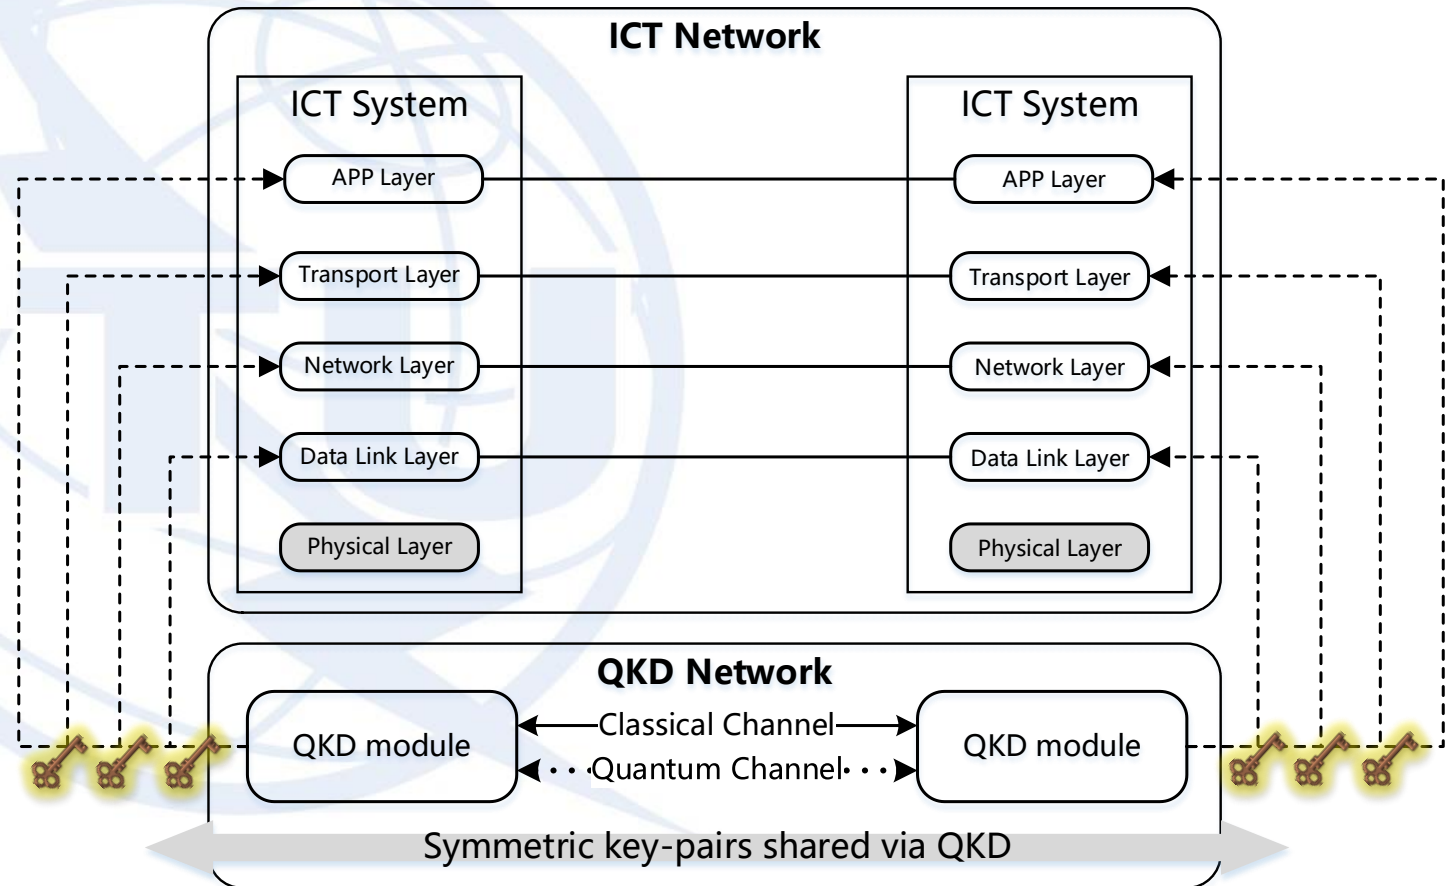 ICT Network
ICT System
ICT System
APP Layer
APP Layer
Transport Layer
Transport Layer
Network Layer
Network Layer
Data Link Layer
Data Link Layer
Physical Layer
Physical Layer
QKD Network
QKD module
Classical Channel
Quantum Channel
QKD module
Symmetric key-pairs shared via QKD
ITU